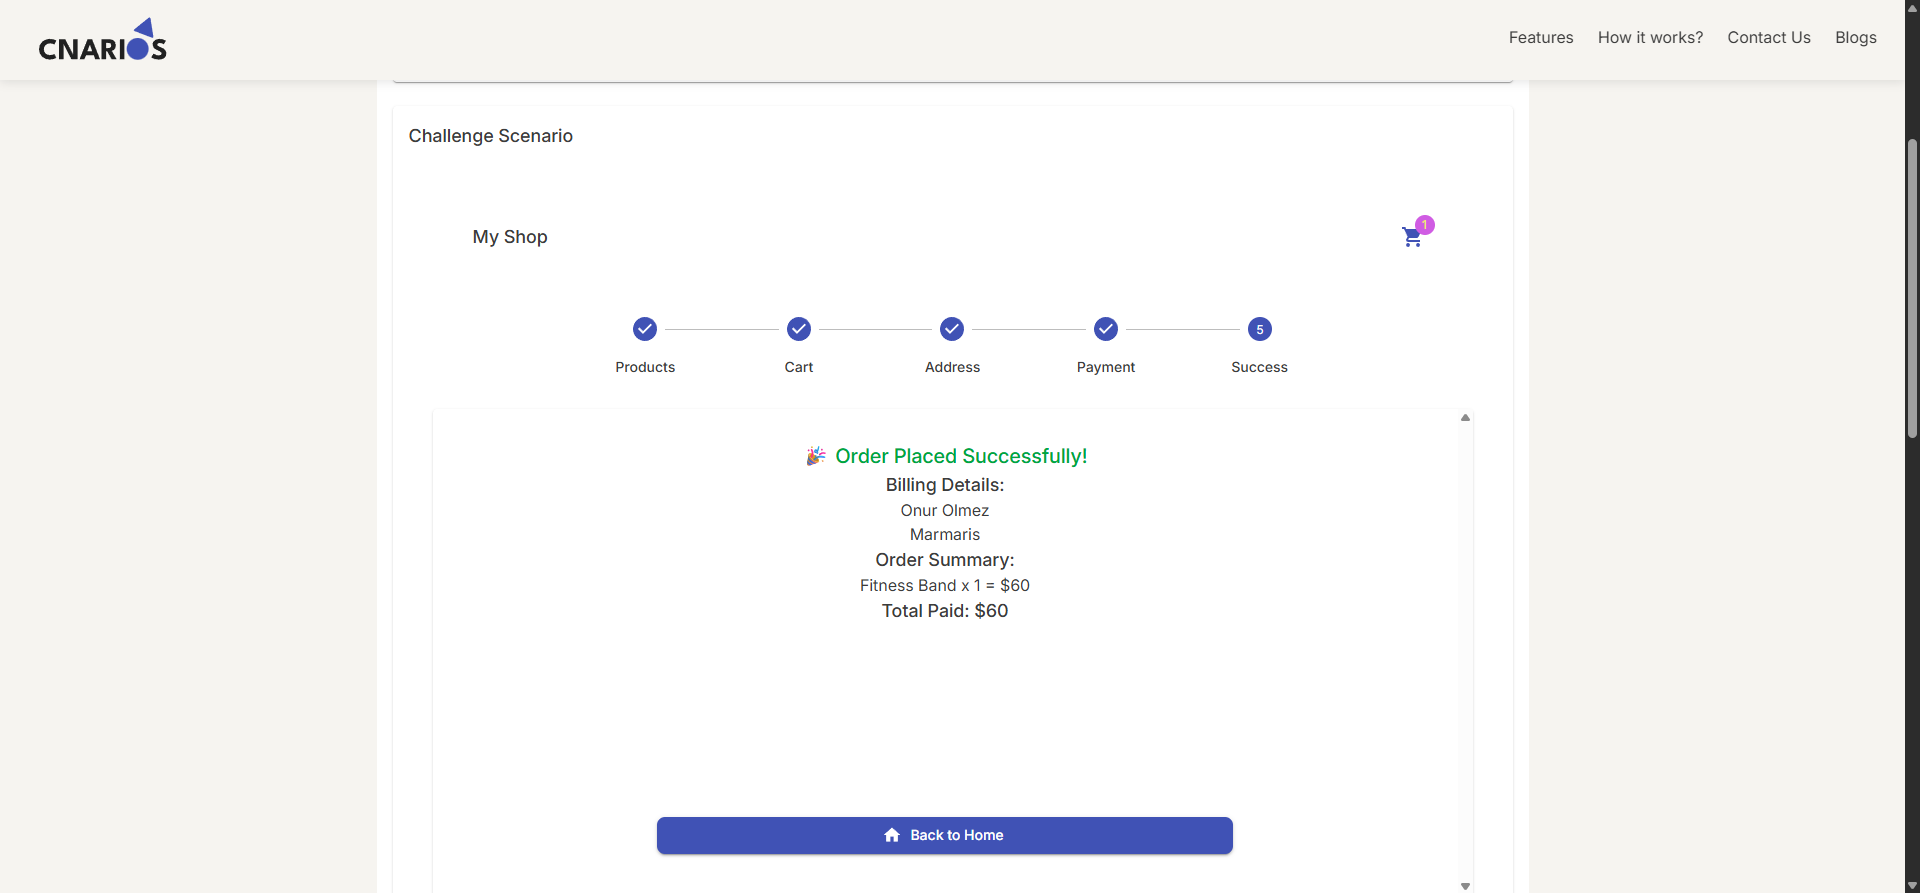 CNARIOS
Features
How it works?
Contact Us
Blogs
Challenge Scenario
My Shop
1
Products
Cart
Address
Payment
5
Success
Order Placed Successfully!
Billing Details:
Onur Olmez
Marmaris
Order Summary:
Fitness Band x 1 = $60
Total Paid: $60
Back to Home